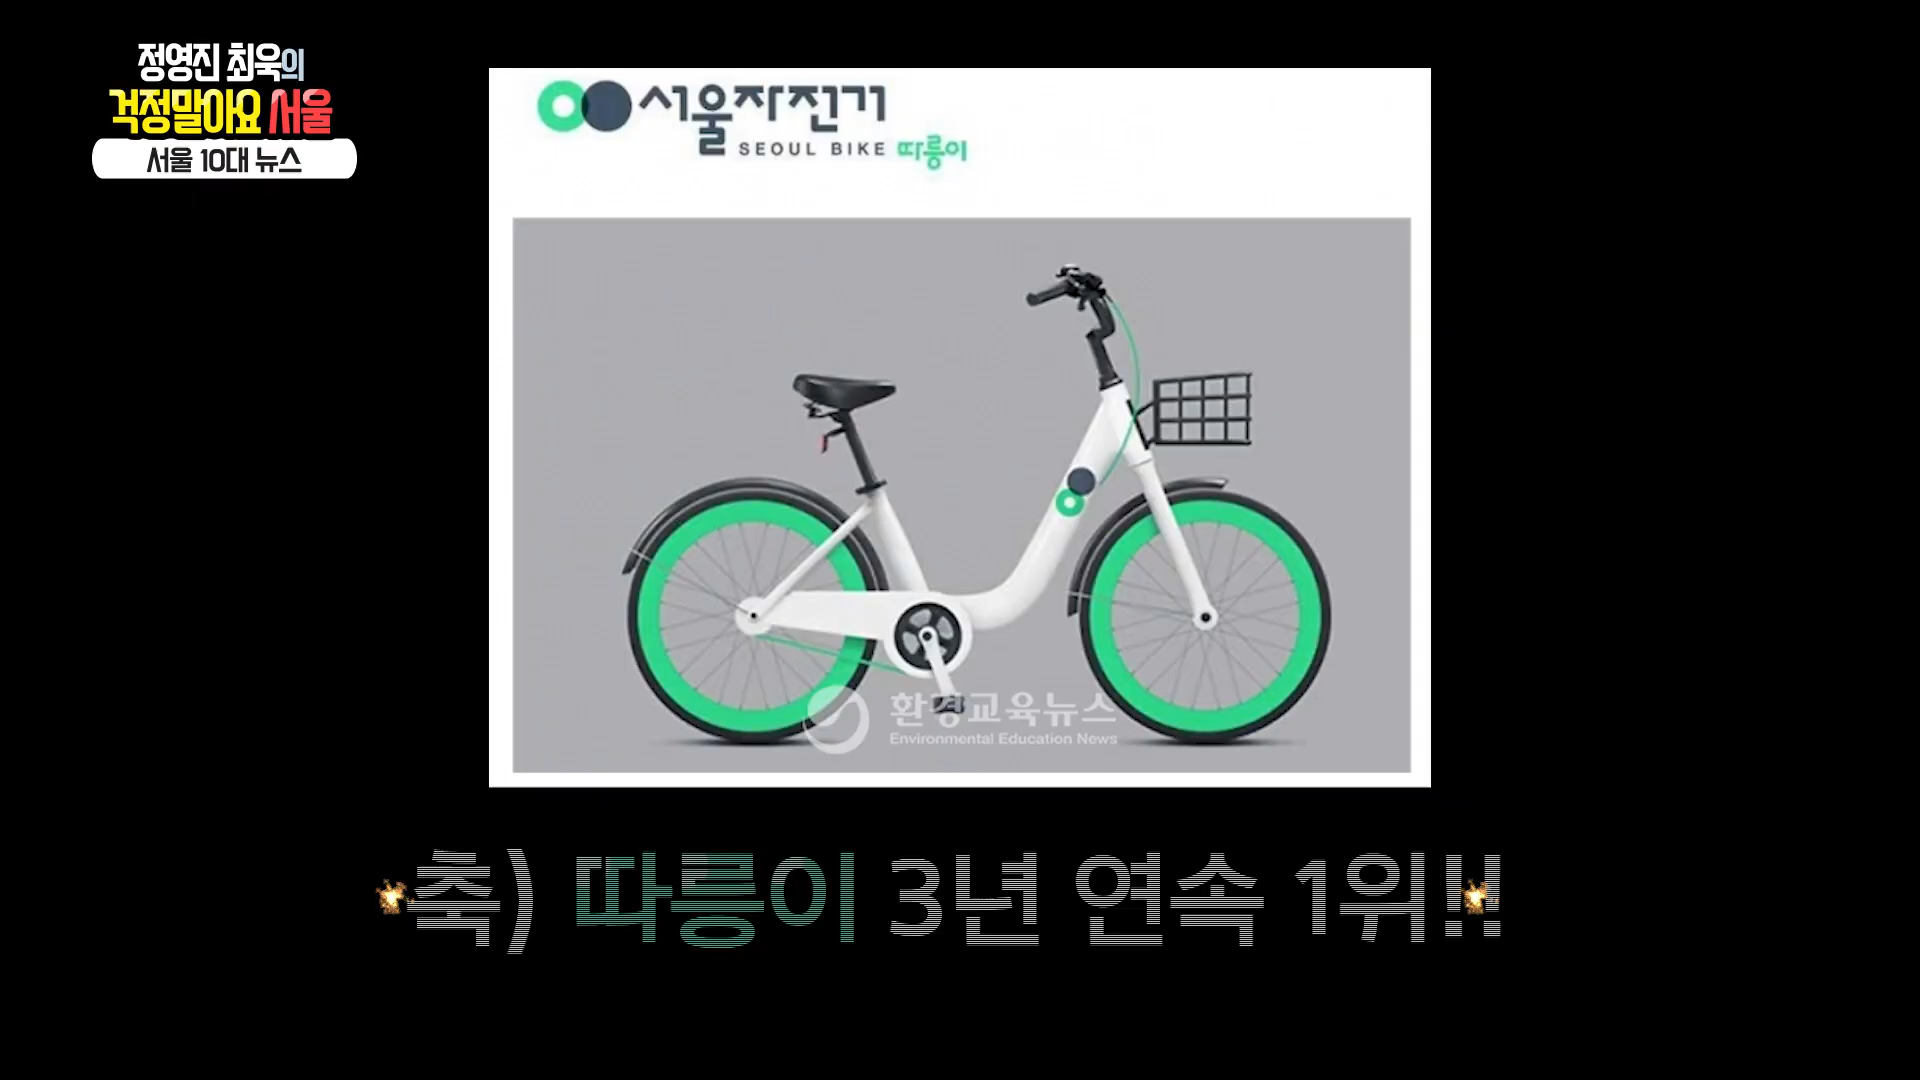 정영진 최욱의
걱정말아요 서울
서울 10대 뉴스
서울자전거
SEOUL BIKE 따릉이
환경교육뉴스
Environmental Education News
축) 따릉이 3년 연속 1위!!